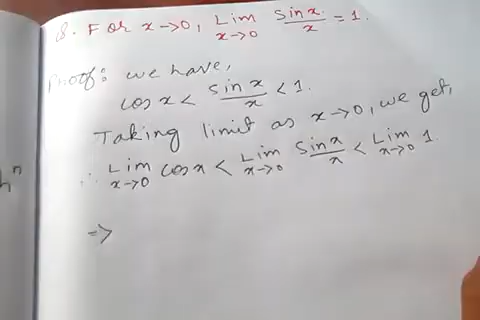 8. For x→0, Lim x→0 Sin x/x = 1.
Proof: we have,
Cos x < Sin x/x < 1.
Taking limit as x→0, we get,
∴ Lim x→0 Cos x < Lim x→0 Sin x/x < Lim x→0 1.
⇒